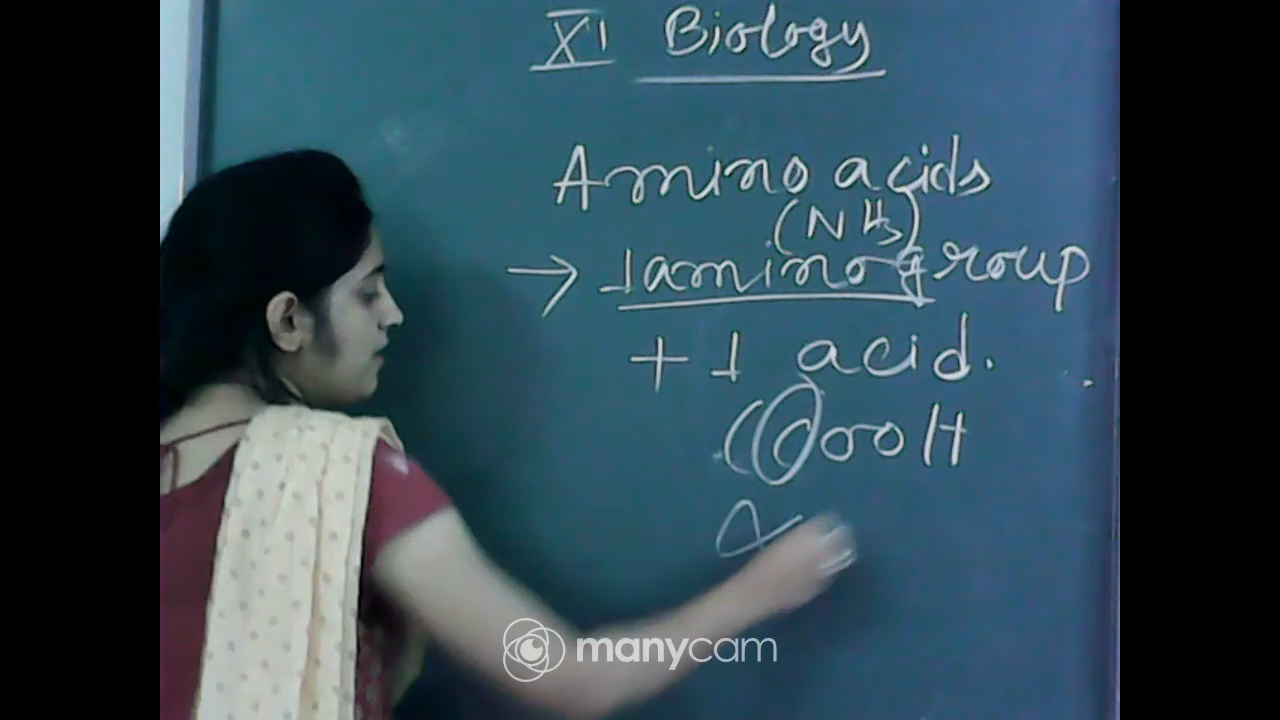 XI Biology
Amino acids
(NH3)
→ 1 amino group
+ 1 acid.
(COOH
α
manycam